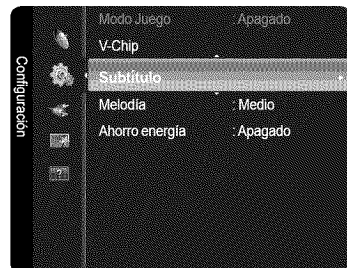 Configuración
Modo Juego : Apagado
V-Chip
Subtítulo
Melodía : Medio
Ahorro energía : Apagado
?